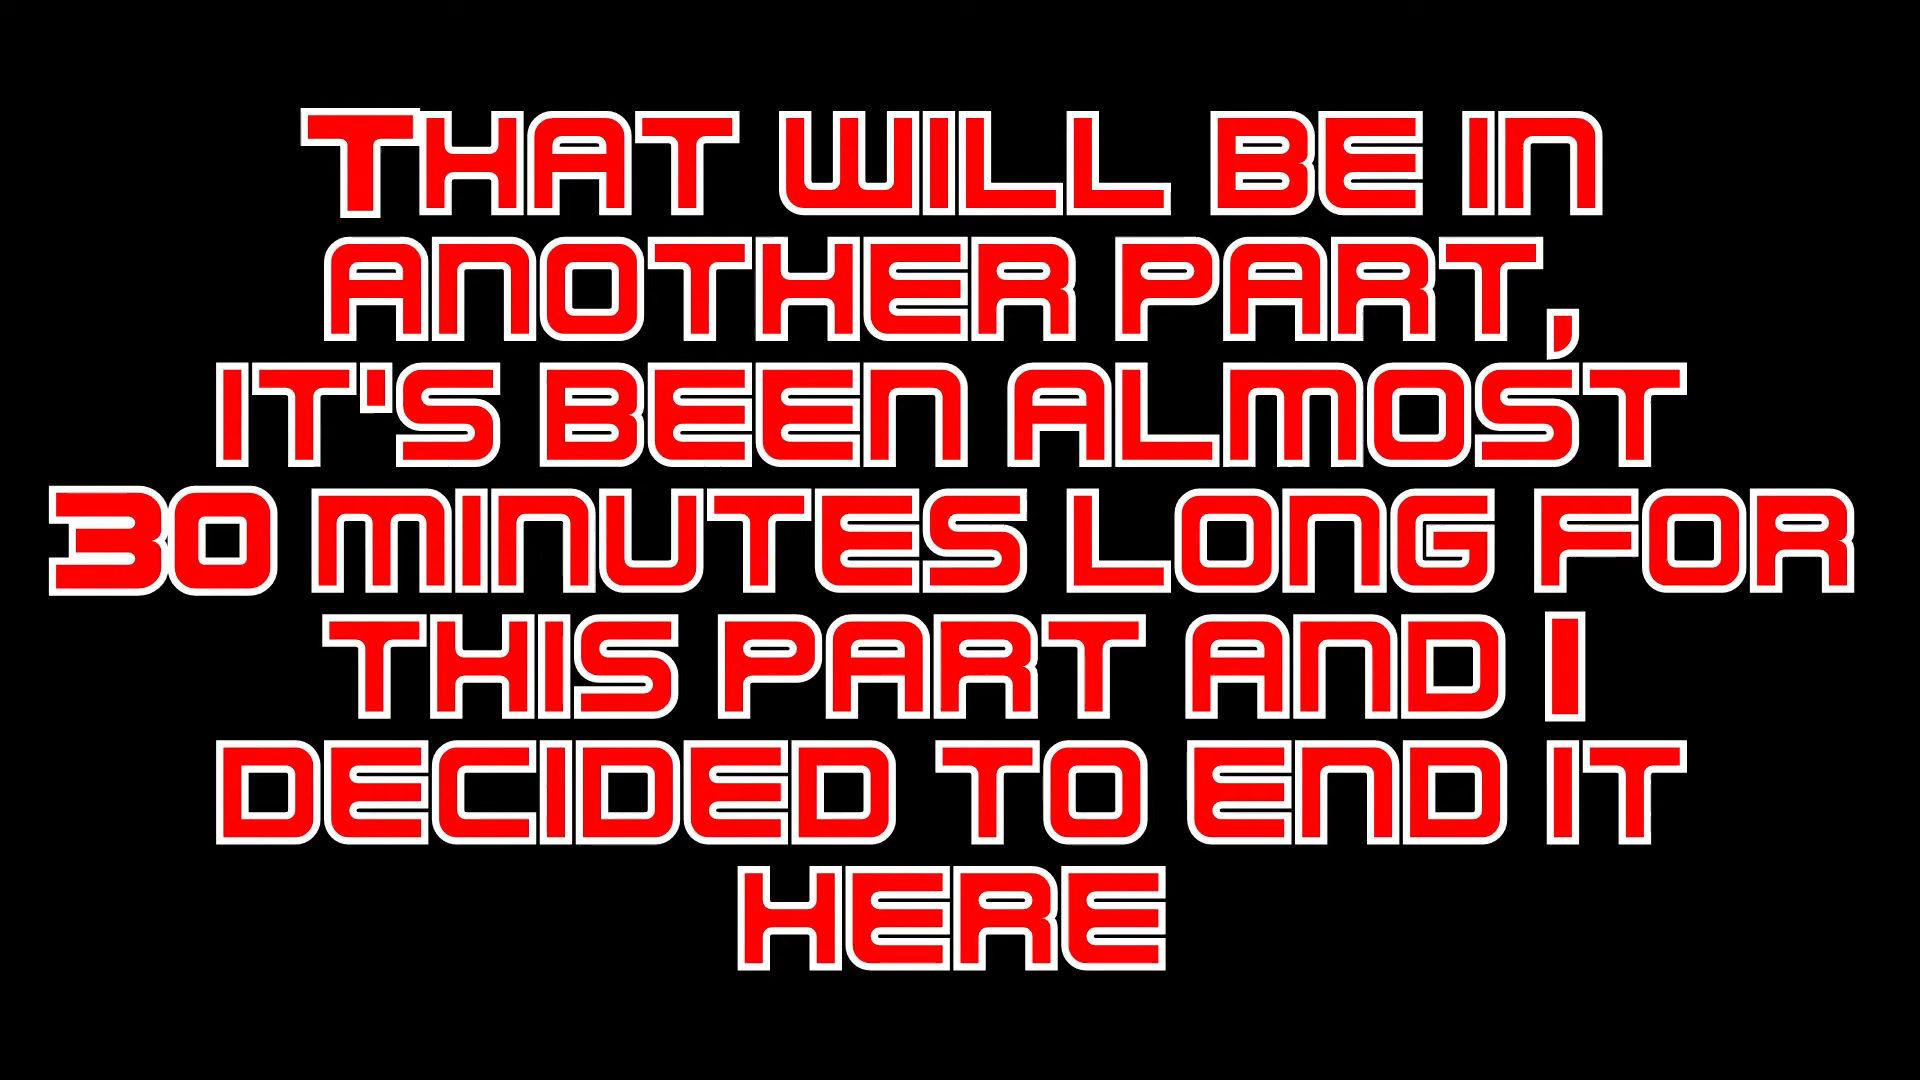 That will be in
another part,
it's been almost
30 minutes long for
this part and I
decided to end it
here